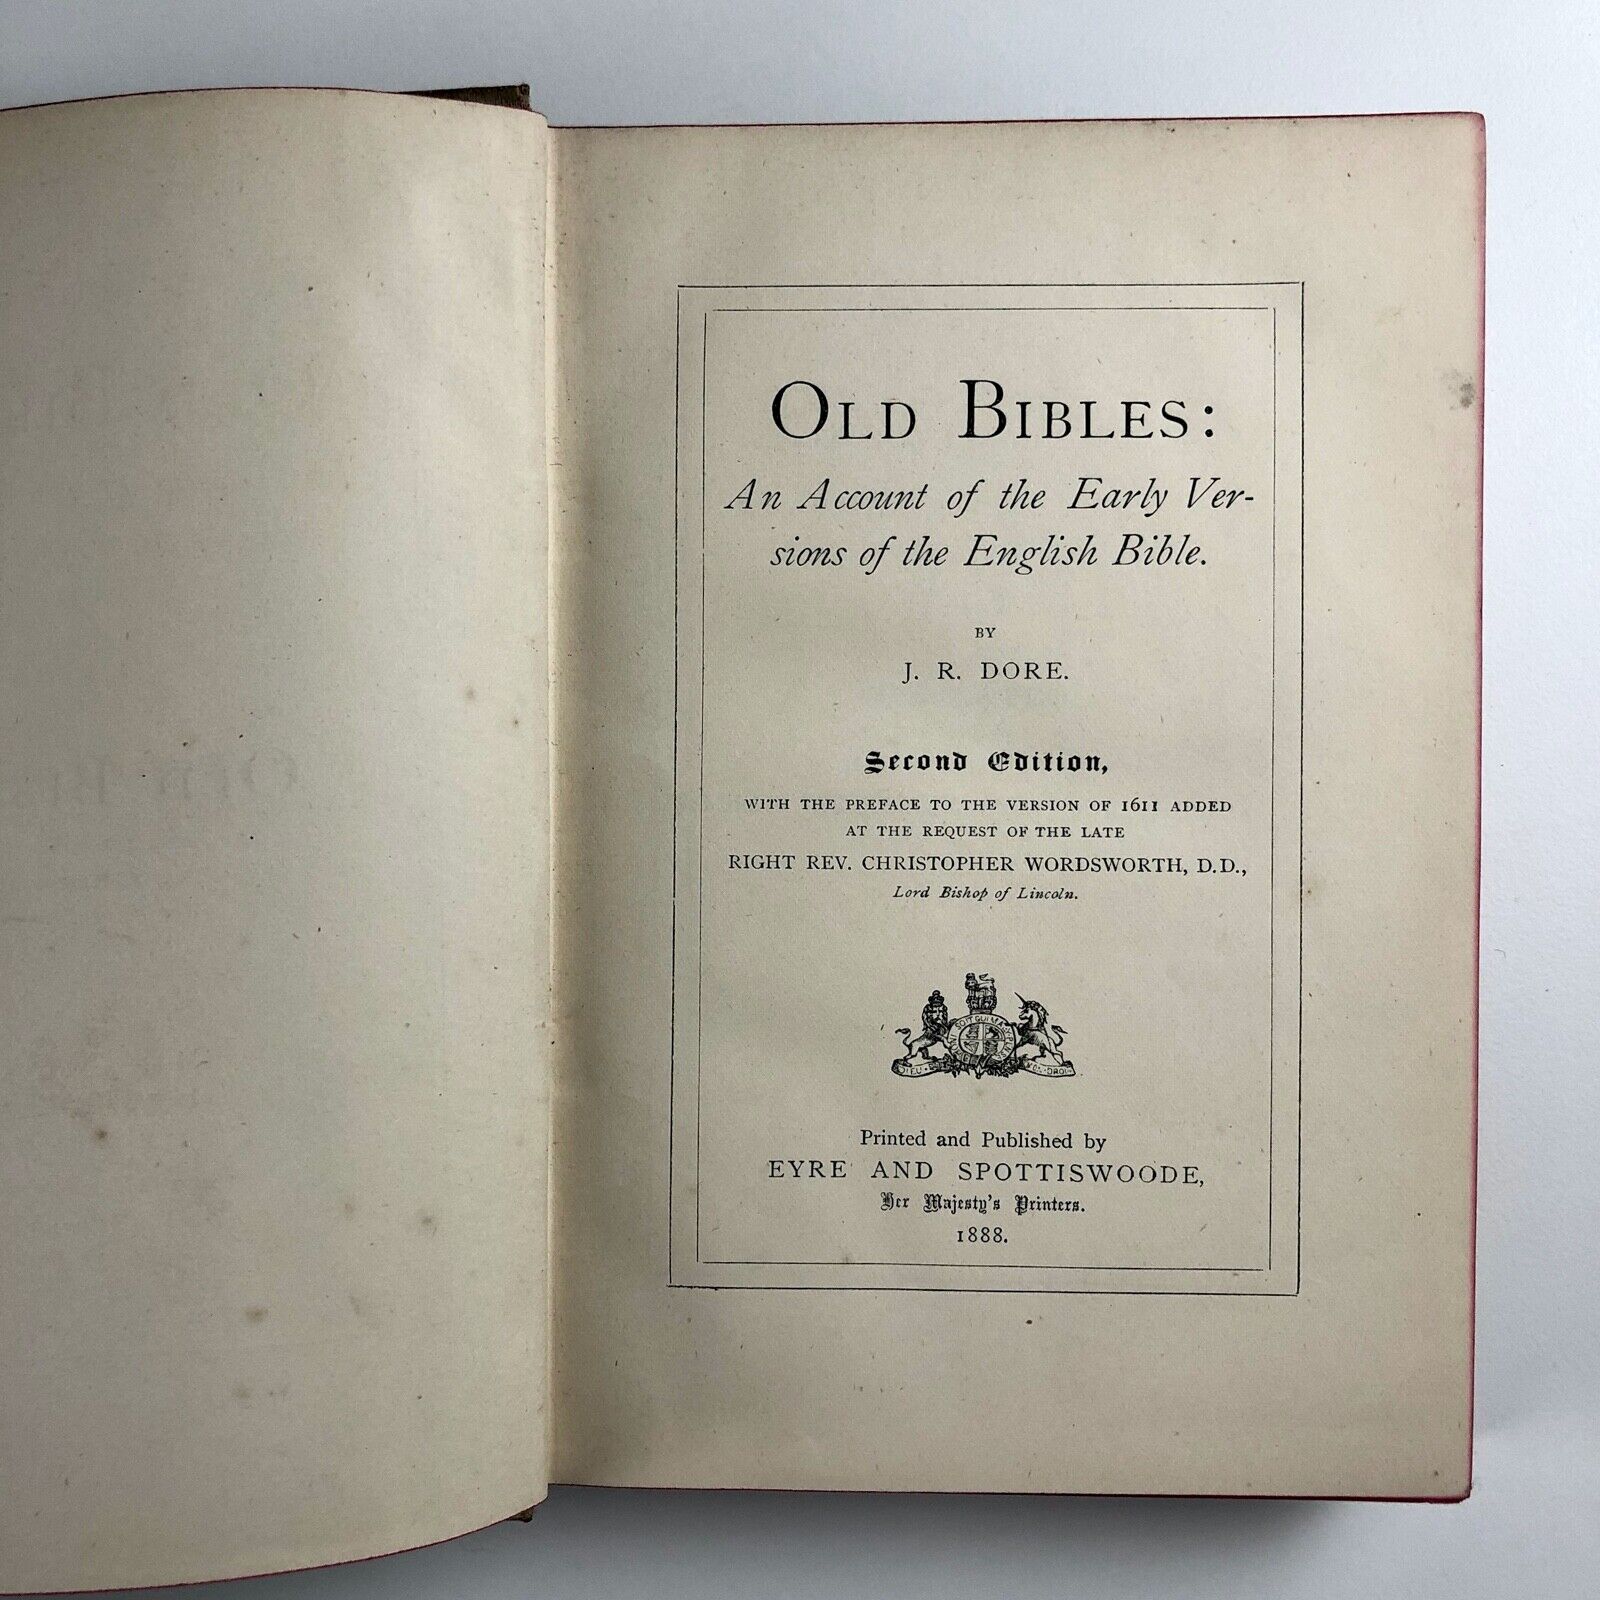 OLD BIBLES:
An Account of the Early Ver-
sions of the English Bible.
BY
J. R. DORE.
Second Edition,
WITH THE PREFACE TO THE VERSION OF 1611 ADDED
AT THE REQUEST OF THE LATE
RIGHT REV. CHRISTOPHER WORDSWORTH, D.D.,
Lord Bishop of Lincoln.
Printed and Published by
EYRE AND SPOTTISWOODE,
Her Majesty's Printers.
1888.